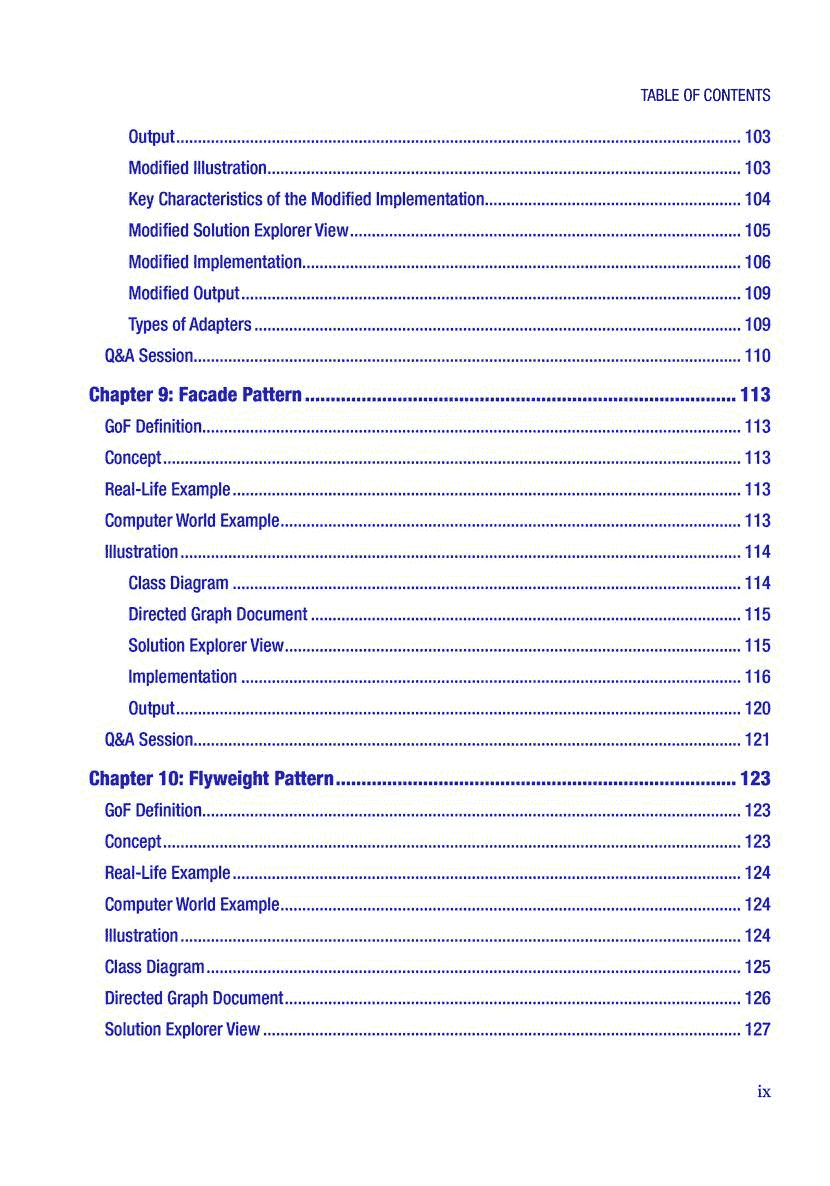 TABLE OF CONTENTS
Output 103
Modified Illustration 103
Key Characteristics of the Modified Implementation 104
Modified Solution Explorer View 105
Modified Implementation 106
Modified Output 109
Types of Adapters 109
Q&A Session 110
Chapter 9: Facade Pattern 113
GoF Definition 113
Concept 113
Real-Life Example 113
Computer World Example 113
Illustration 114
Class Diagram 114
Directed Graph Document 115
Solution Explorer View 115
Implementation 116
Output 120
Q&A Session 121
Chapter 10: Flyweight Pattern 123
GoF Definition 123
Concept 123
Real-Life Example 124
Computer World Example 124
Illustration 124
Class Diagram 125
Directed Graph Document 126
Solution Explorer View 127
ix